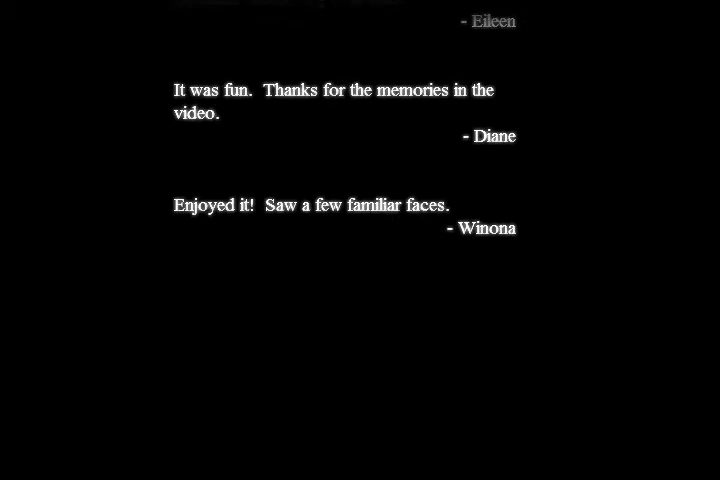 - Eileen
It was fun.  Thanks for the memories in the
video.
- Diane
Enjoyed it!  Saw a few familiar faces.
- Winona